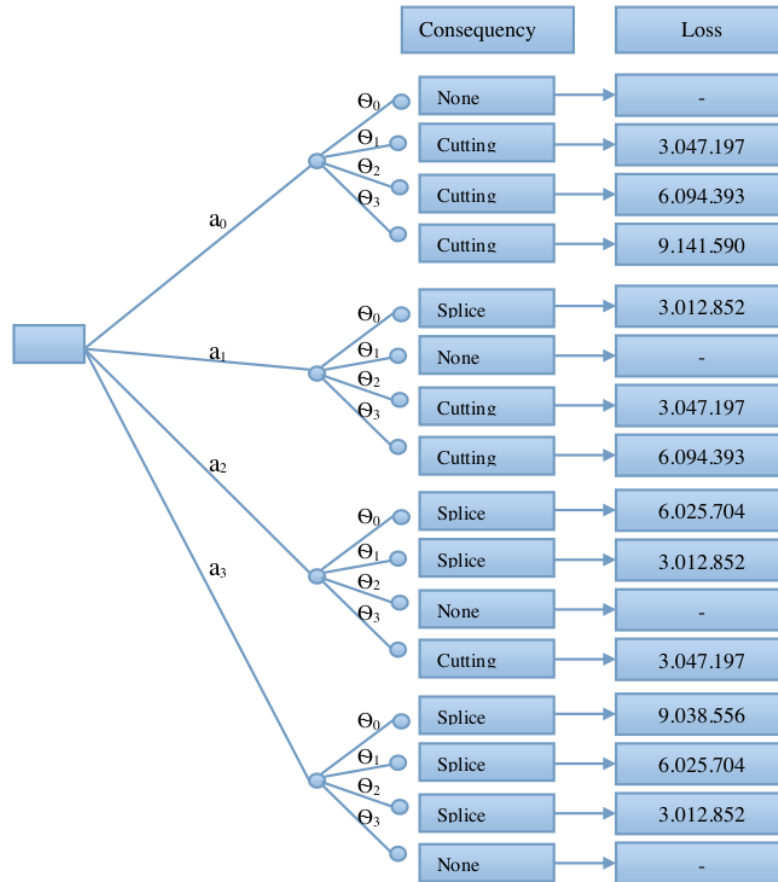 Consequency Loss
Θ₀ None -
Θ₁ Cutting 3.047.197
Θ₂ Cutting 6.094.393
Θ₃ Cutting 9.141.590
a₀
Θ₀ Splice 3.012.852
Θ₁ None -
a₁
Θ₂ Cutting 3.047.197
Θ₃ Cutting 6.094.393
a₂
Θ₀ Splice 6.025.704
Θ₁ Splice 3.012.852
a₃
Θ₂ None -
Θ₃ Cutting 3.047.197
Θ₀ Splice 9.038.556
Θ₁ Splice 6.025.704
Θ₂ Splice 3.012.852
Θ₃ None -